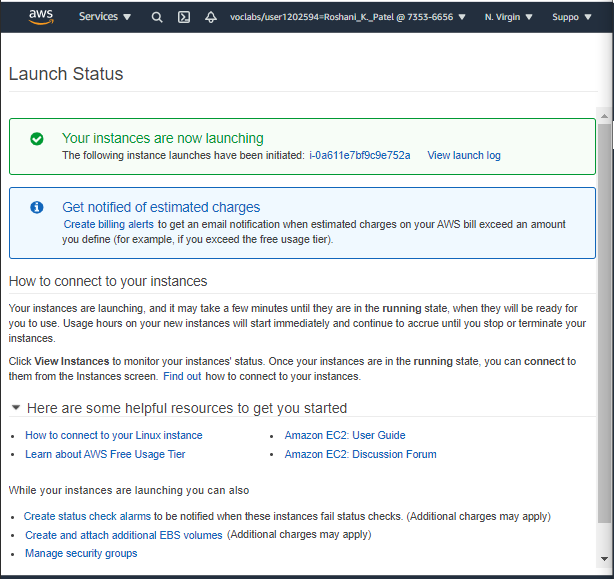 aws Services voclabs/user1202594=Roshani_K._Patel @ 7353-6656 N. Virgin Suppo
Launch Status
Your instances are now launching
The following instance launches have been initiated: i-0a611e7bf9c9e752a View launch log
Get notified of estimated charges
Create billing alerts to get an email notification when estimated charges on your AWS bill exceed an amount
you define (for example, if you exceed the free usage tier).
How to connect to your instances
Your instances are launching, and it may take a few minutes until they are in the running state, when they will be ready for
you to use. Usage hours on your new instances will start immediately and continue to accrue until you stop or terminate your
instances.
Click View Instances to monitor your instances' status. Once your instances are in the running state, you can connect to
them from the Instances screen. Find out how to connect to your instances.
Here are some helpful resources to get you started
• How to connect to your Linux instance • Amazon EC2: User Guide
• Learn about AWS Free Usage Tier • Amazon EC2: Discussion Forum
While your instances are launching you can also
• Create status check alarms to be notified when these instances fail status checks. (Additional charges may apply)
• Create and attach additional EBS volumes (Additional charges may apply)
• Manage security groups